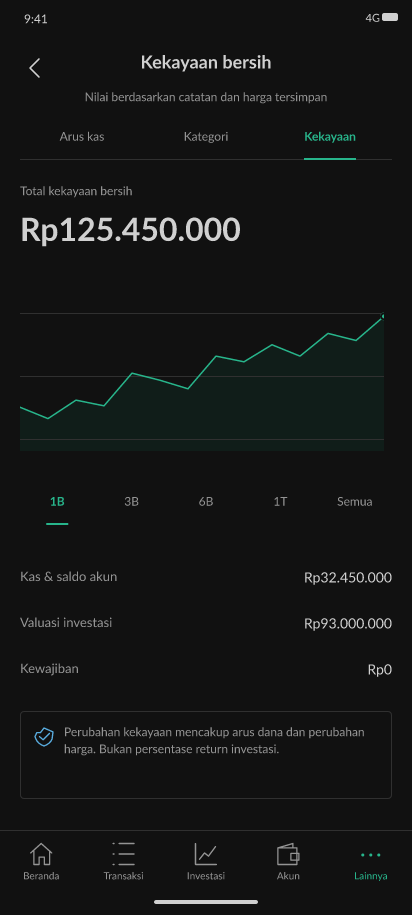 9:41
4G
Kekayaan bersih
Nilai berdasarkan catatan dan harga tersimpan
Arus kas
Kategori
Kekayaan
Total kekayaan bersih
Rp125.450.000
1B
3B
6B
1T
Semua
Kas & saldo akun
Rp32.450.000
Valuasi investasi
Rp93.000.000
Kewajiban
Rp0
Perubahan kekayaan mencakup arus dana dan perubahan
harga. Bukan persentase return investasi.
Beranda
Transaksi
Investasi
Akun
Lainnya